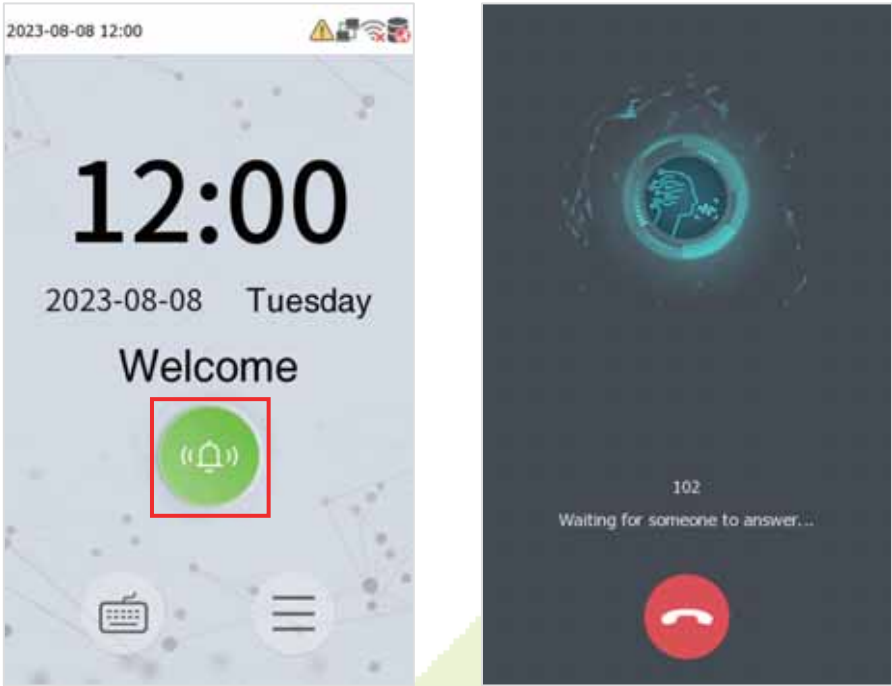 2023-08-08 12:00
12:00
2023-08-08 Tuesday
Welcome
102
Waiting for someone to answer...